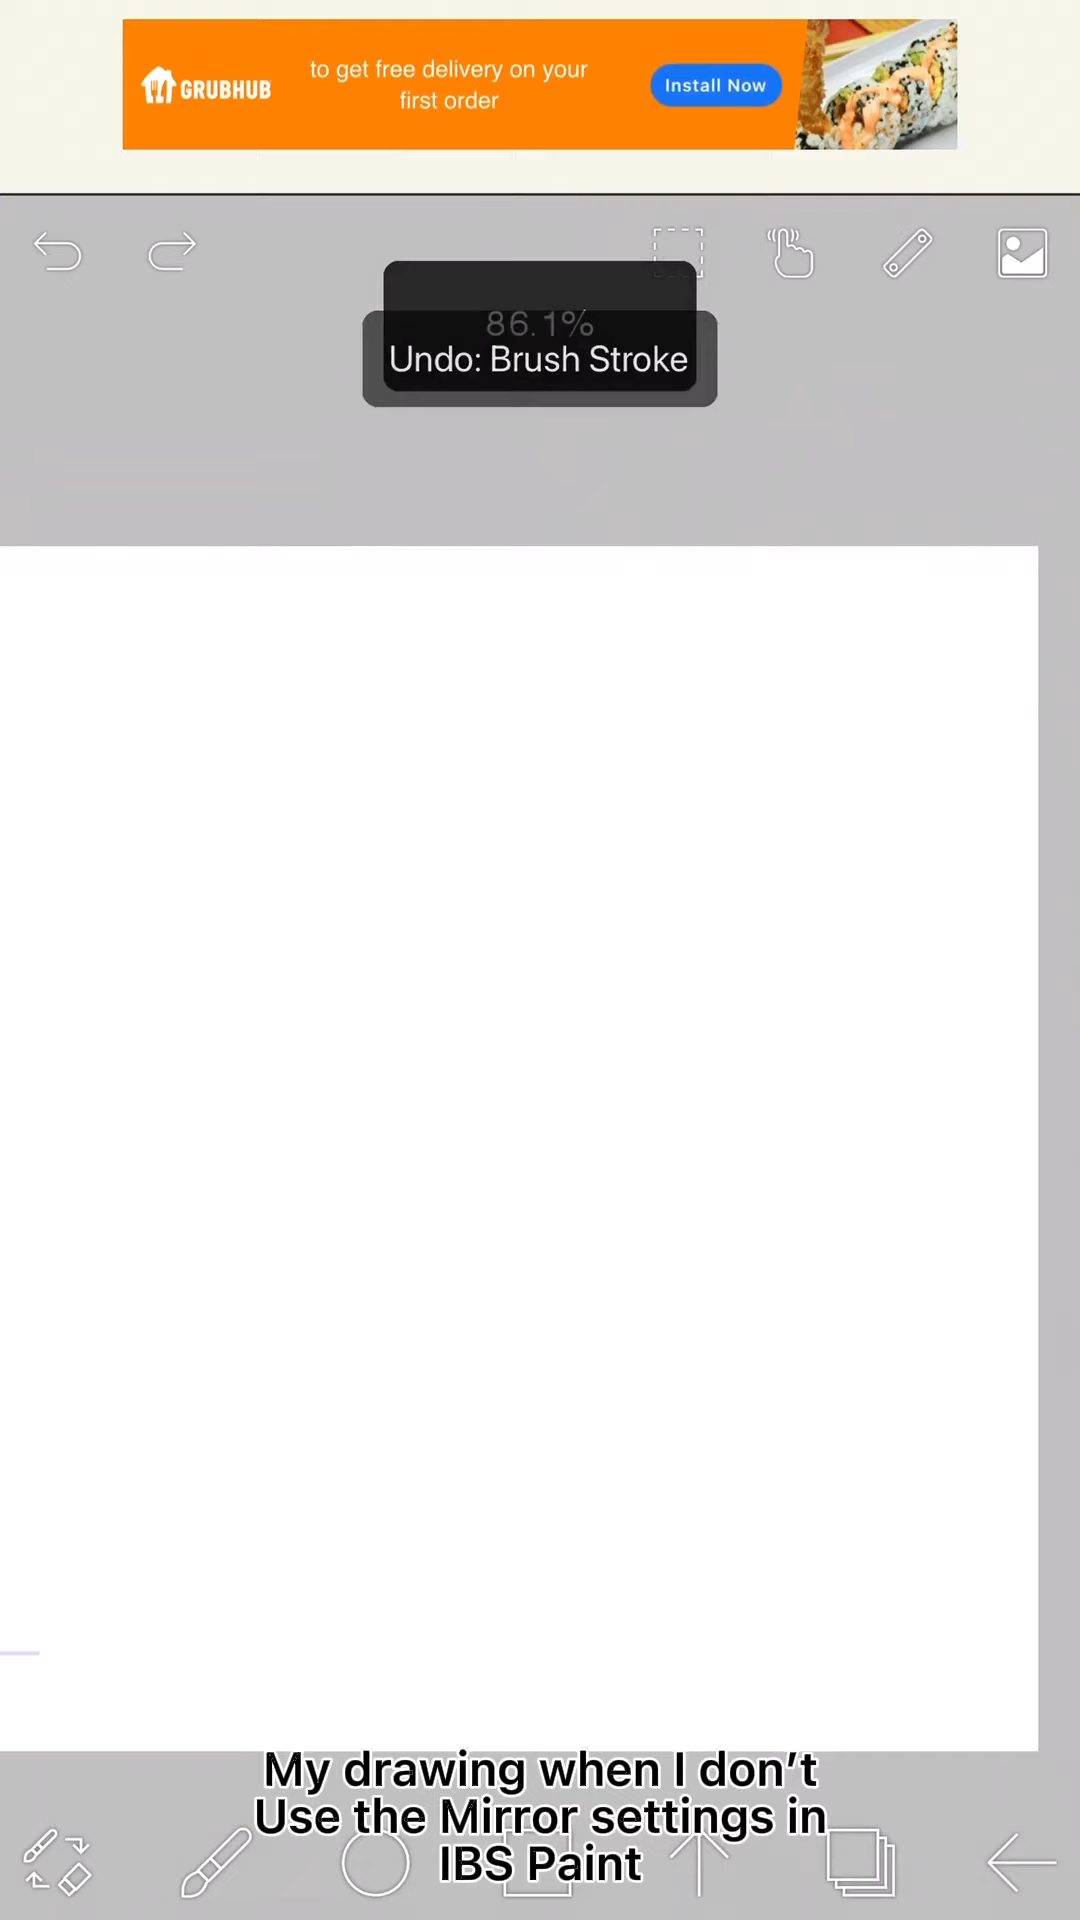 GRUBHUB
to get free delivery on your
first order
Install Now
86.1%
Undo: Brush Stroke
My drawing when I don’t
Use the Mirror settings in
IBS Paint